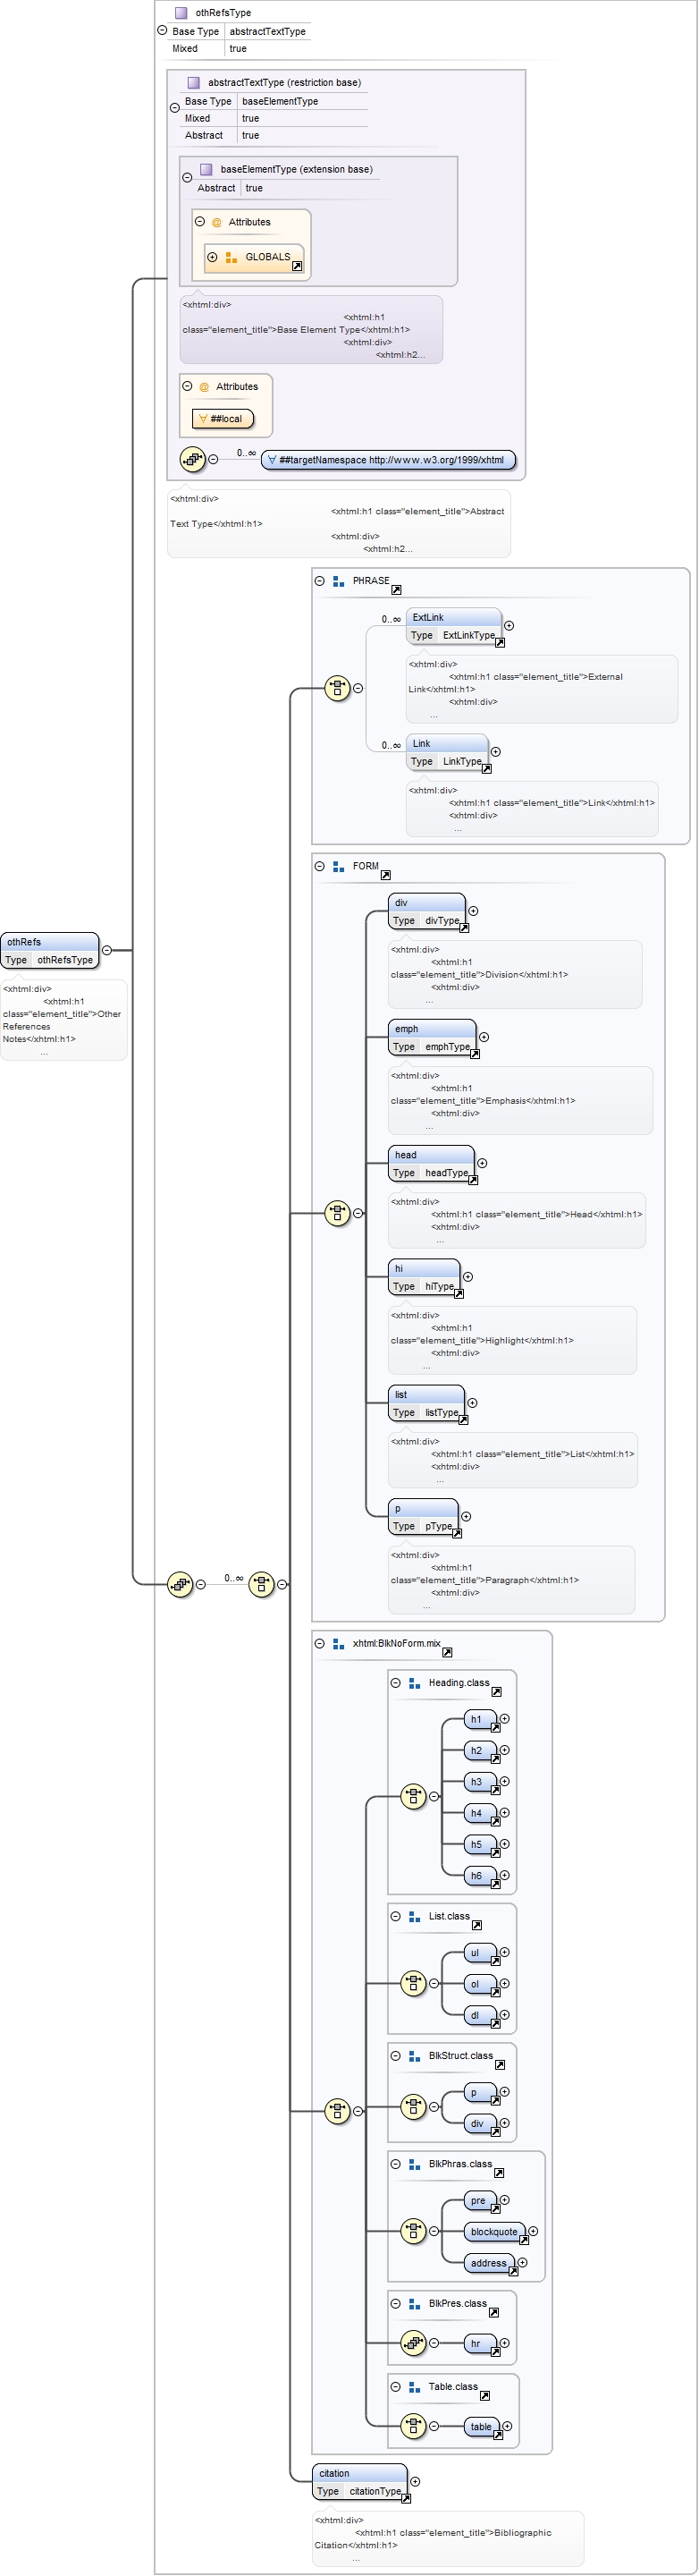 othRefsType
Base Type abstractTextType
Mixed true
abstractTextType (restriction base)
Base Type baseElementType
Mixed true
Abstract true
baseElementType (extension base)
Abstract true
@ Attributes
GLOBALS
<xhtml:div>
<xhtml:h1
class="element_title">Base Element Type</xhtml:h1>
<xhtml:div>
<xhtml:h2...
@ Attributes
∀ ##local
0..∞
∀ ##targetNamespace http://www.w3.org/1999/xhtml
<xhtml:div>
<xhtml:h1 class="element_title">Abstract
Text Type</xhtml:h1>
<xhtml:div>
<xhtml:h2...
PHRASE
0..∞
ExtLink
Type ExtLinkType
<xhtml:div>
<xhtml:h1 class="element_title">External
Link</xhtml:h1>
<xhtml:div>
...
0..∞
Link
Type LinkType
<xhtml:div>
<xhtml:h1 class="element_title">Link</xhtml:h1>
<xhtml:div>
...
FORM
div
Type divType
<xhtml:div>
<xhtml:h1
class="element_title">Division</xhtml:h1>
<xhtml:div>
...
othRefs
Type othRefsType
<xhtml:div>
<xhtml:h1
class="element_title">Other
References
Notes</xhtml:h1>
...
emph
Type emphType
<xhtml:div>
<xhtml:h1
class="element_title">Emphasis</xhtml:h1>
<xhtml:div>
...
head
Type headType
<xhtml:div>
<xhtml:h1 class="element_title">Head</xhtml:h1>
<xhtml:div>
...
hi
Type hiType
<xhtml:div>
<xhtml:h1
class="element_title">Highlight</xhtml:h1>
<xhtml:div>
...
list
Type listType
<xhtml:div>
<xhtml:h1 class="element_title">List</xhtml:h1>
<xhtml:div>
...
p
Type pType
<xhtml:div>
<xhtml:h1
class="element_title">Paragraph</xhtml:h1>
<xhtml:div>
...
0..∞
xhtml:BlkNoForm.mix
Heading.class
h1
h2
h3
h4
h5
h6
List.class
ul
ol
dl
BlkStruct.class
p
div
BlkPhras.class
pre
blockquote
address
BlkPres.class
hr
Table.class
table
citation
Type citationType
<xhtml:div>
<xhtml:h1 class="element_title">Bibliographic
Citation</xhtml:h1>
...